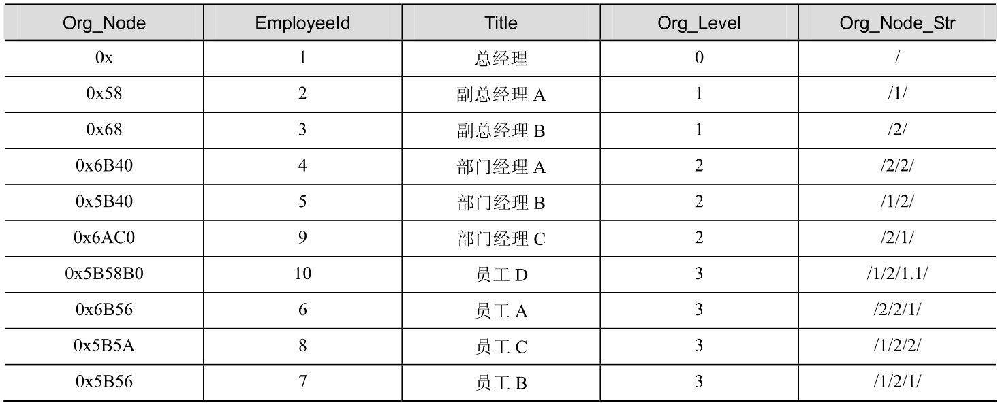 Org_Node EmployeeId Title Org_Level Org_Node_Str
0x 1 总经理 0 /
0x58 2 副总经理 A 1 /1/
0x68 3 副总经理 B 1 /2/
0x6B40 4 部门经理 A 2 /2/2/
0x5B40 5 部门经理 B 2 /1/2/
0x6AC0 9 部门经理 C 2 /2/1/
0x5B58B0 10 员工 D 3 /1/2/1.1/
0x6B56 6 员工 A 3 /2/2/1/
0x5B5A 8 员工 C 3 /1/2/2/
0x5B56 7 员工 B 3 /1/2/1/